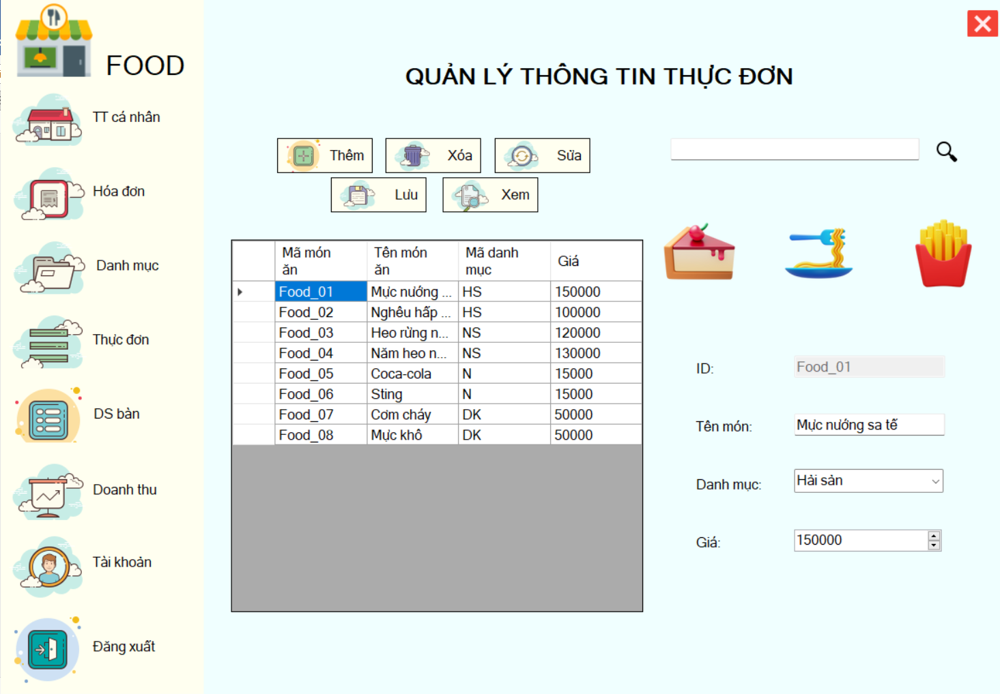 FOOD
TT cá nhân
Hóa đơn
Danh mục
Thực đơn
DS bàn
Doanh thu
Tài khoản
Đăng xuất
QUẢN LÝ THÔNG TIN THỰC ĐƠN
Thêm Xóa Sửa
Lưu Xem
Mã món ăn Tên món ăn Mã danh mục Giá
Food_01 Mực nướng ... HS 150000
Food_02 Nghêu hấp ... HS 100000
Food_03 Heo rừng n... NS 120000
Food_04 Năm heo n... NS 130000
Food_05 Coca-cola N 15000
Food_06 Sting N 15000
Food_07 Cơm cháy DK 50000
Food_08 Mực khô DK 50000
ID: Food_01
Tên món: Mực nướng sa tế
Danh mục: Hải sản
Giá: 150000